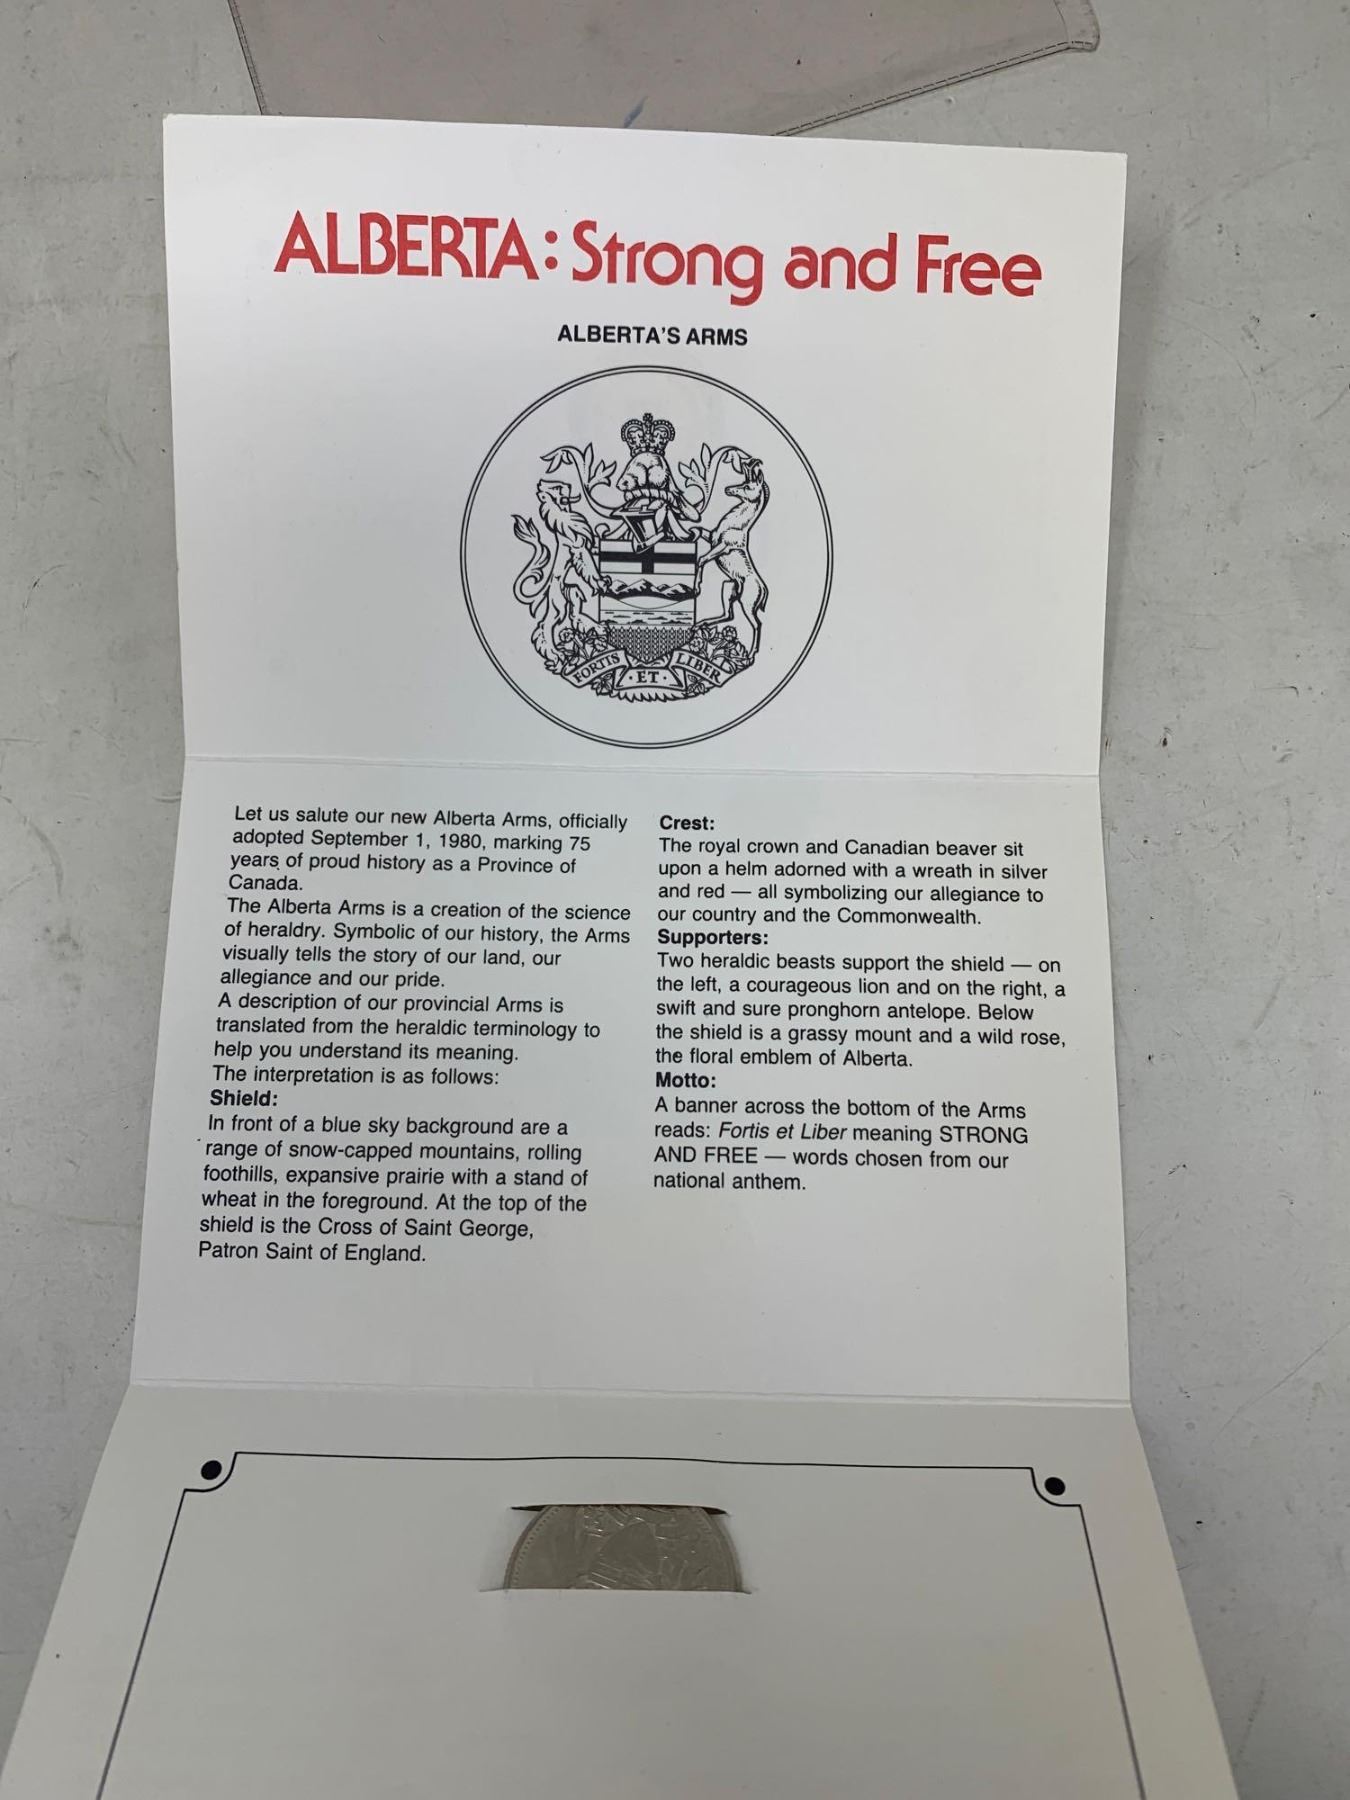 ALBERTA: Strong and Free
ALBERTA'S ARMS
FORTIS ET LIBER
Let us salute our new Alberta Arms, officially
adopted September 1, 1980, marking 75
years of proud history as a Province of
Canada.
The Alberta Arms is a creation of the science
of heraldry. Symbolic of our history, the Arms
visually tells the story of our land, our
allegiance and our pride.
A description of our provincial Arms is
translated from the heraldic terminology to
help you understand its meaning.
The interpretation is as follows:
Shield:
In front of a blue sky background are a
range of snow-capped mountains, rolling
foothills, expansive prairie with a stand of
wheat in the foreground. At the top of the
shield is the Cross of Saint George,
Patron Saint of England.
Crest:
The royal crown and Canadian beaver sit
upon a helm adorned with a wreath in silver
and red — all symbolizing our allegiance to
our country and the Commonwealth.
Supporters:
Two heraldic beasts support the shield — on
the left, a courageous lion and on the right, a
swift and sure pronghorn antelope. Below
the shield is a grassy mount and a wild rose,
the floral emblem of Alberta.
Motto:
A banner across the bottom of the Arms
reads: Fortis et Liber meaning STRONG
AND FREE — words chosen from our
national anthem.